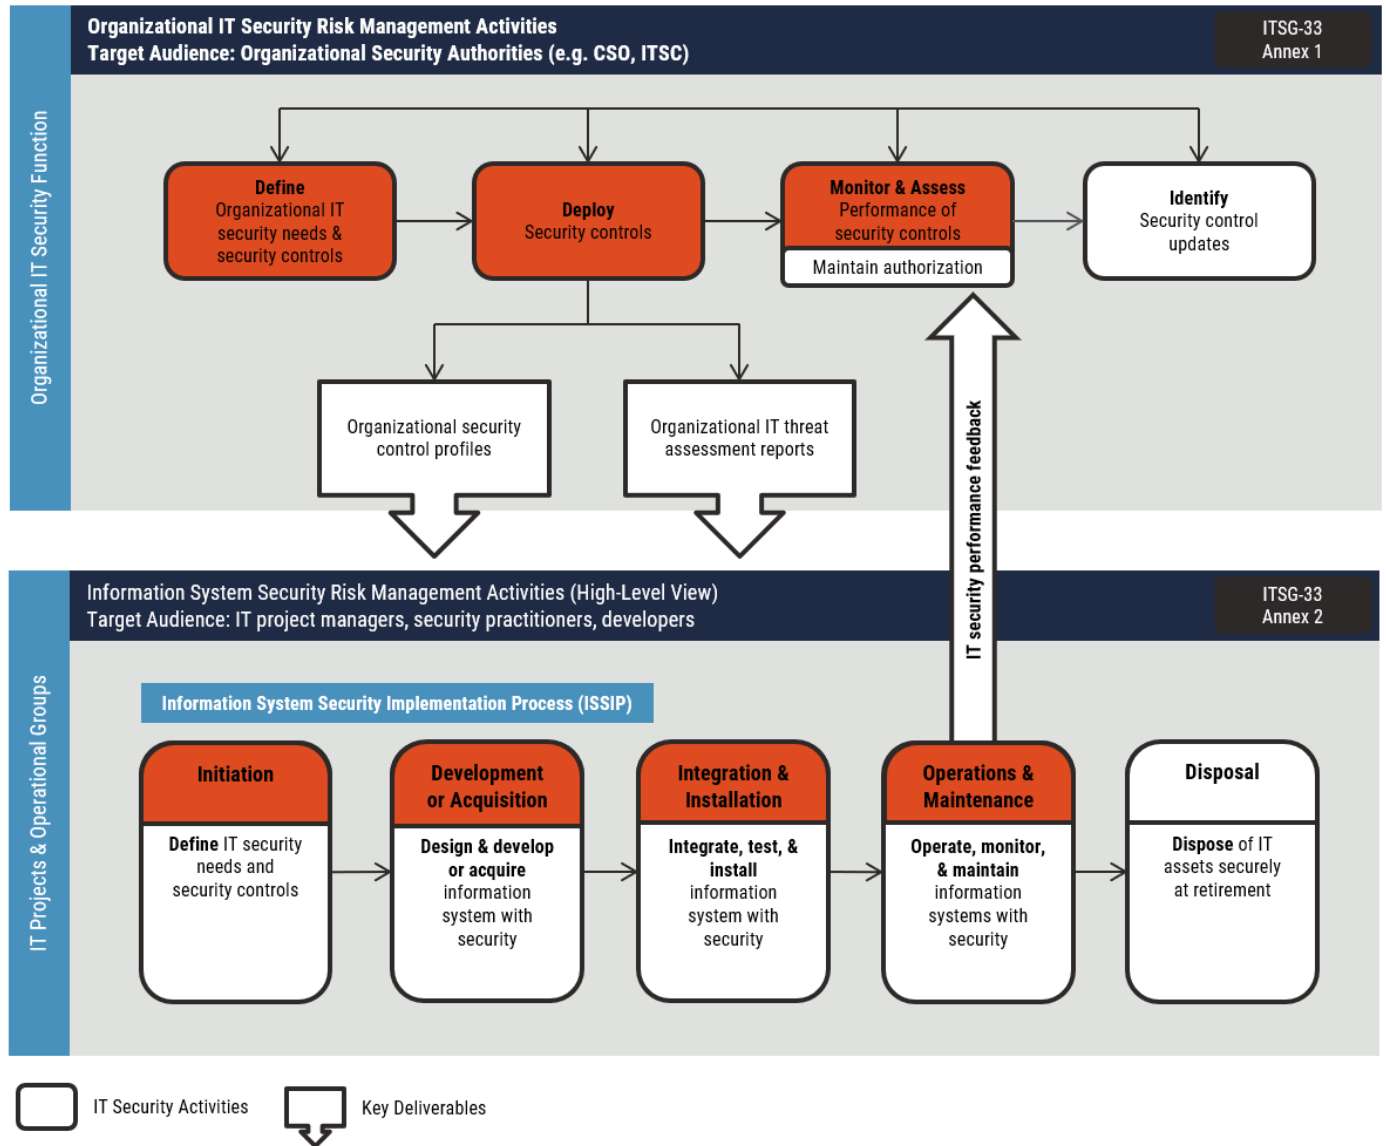 Organizational IT Security Risk Management Activities
Target Audience: Organizational Security Authorities (e.g. CSO, ITSC)
ITSG-33
Annex 1
Organizational IT Security Function
Define
Organizational IT
security needs &
security controls
Deploy
Security controls
Monitor & Assess
Performance of
security controls
Maintain authorization
Identify
Security control
updates
Organizational security
control profiles
Organizational IT threat
assessment reports
IT security performance feedback
Information System Security Risk Management Activities (High-Level View)
Target Audience: IT project managers, security practitioners, developers
ITSG-33
Annex 2
IT Projects & Operational Groups
Information System Security Implementation Process (ISSIP)
Initiation
Define IT security
needs and
security controls
Development
or Acquisition
Design & develop
or acquire
information
system with
security
Integration &
Installation
Integrate, test, &
install
information
system with
security
Operations &
Maintenance
Operate, monitor,
& maintain
information
systems with
security
Disposal
Dispose of IT
assets securely
at retirement
IT Security Activities
Key Deliverables